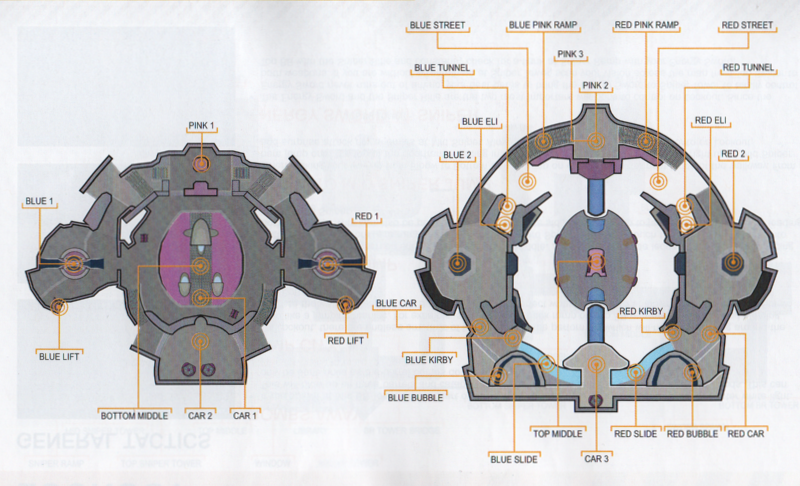 BLUE STREET
BLUE PINK RAMP
RED PINK RAMP
RED STREET
PINK 3
BLUE TUNNEL
RED TUNNEL
PINK 2
PINK 1
BLUE ELI
RED ELI
BLUE 2
RED 2
BLUE 1
RED 1
BLUE CAR
RED KIRBY
BLUE LIFT
RED LIFT
BLUE KIRBY
BLUE BUBBLE
BOTTOM MIDDLE
CAR 2
CAR 1
TOP MIDDLE
RED SLIDE
RED BUBBLE
RED CAR
BLUE SLIDE
CAR 3
GENERAL TACTICS